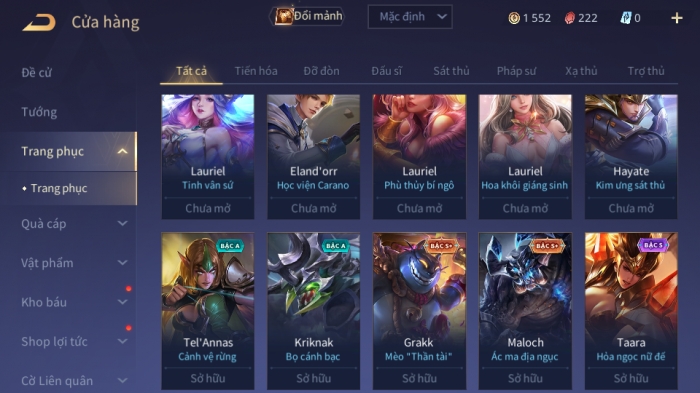 Cửa hàng
Đổi mảnh
Mặc định
1 552
222
0
Đề cử
Tướng
Trang phục
Trang phục
Quà cáp
Vật phẩm
Kho báu
Shop lợi tức
Cờ Liên quân
Tất cả
Tiến hóa
Đỡ đòn
Đấu sĩ
Sát thủ
Pháp sư
Xạ thủ
Trợ thủ
Lauriel
Tinh vân sứ
Chưa mở
Eland'orr
Học viện Carano
Chưa mở
Lauriel
Phù thủy bí ngô
Chưa mở
Lauriel
Hoa khôi giáng sinh
Chưa mở
Hayate
Kim ưng sát thủ
Chưa mở
BẬC A
Tel'Annas
Cảnh vệ rừng
Sở hữu
BẬC A
Kriknak
Bọ cánh bạc
Sở hữu
BẬC S+
Grakk
Mèo "Thần tài"
Sở hữu
BẬC S+
Maloch
Ác ma địa ngục
Sở hữu
BẬC S
Taara
Hỏa ngọc nữ đế
Sở hữu